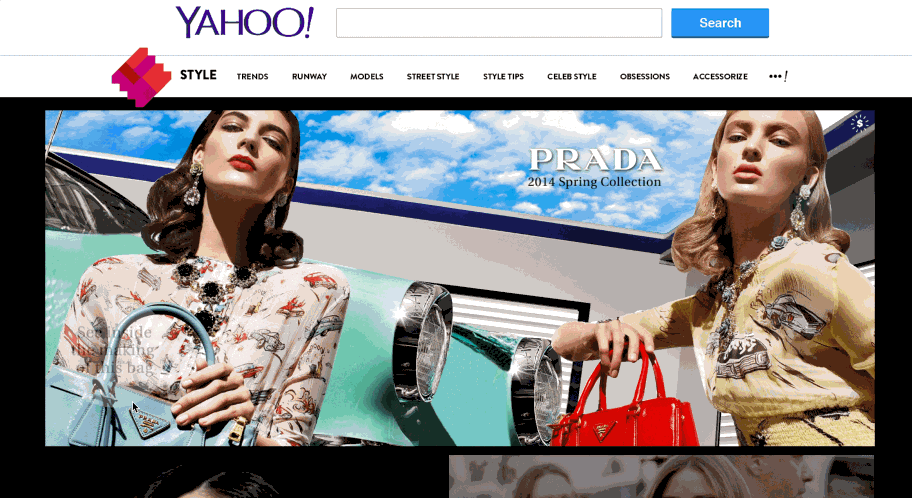 YAHOO!
Search
STYLE
TRENDS
RUNWAY
MODELS
STREET STYLE
STYLE TIPS
CELEB STYLE
OBSESSIONS
ACCESSORIZE
•••!
$
PRADA
2014 Spring Collection
See inside
the making
of this bag
PRADA